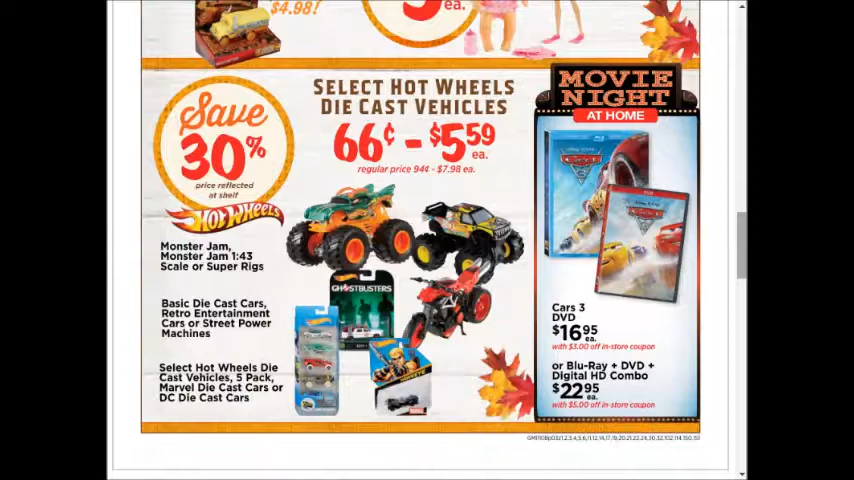 $4.98!
5
ea.
Save
30%
price reflected
at shelf
HOT WHEELS
SELECT HOT WHEELS
DIE CAST VEHICLES
66¢ - $5.59
ea.
regular price 94¢ - $7.98 ea.
Monster Jam,
Monster Jam 1:43
Scale or Super Rigs
Basic Die Cast Cars,
Retro Entertainment
Cars or Street Power
Machines
Select Hot Wheels Die
Cast Vehicles, 5 Pack,
Marvel Die Cast Cars or
DC Die Cast Cars
GHOSTBUSTERS
MOVIE
NIGHT
AT HOME
Cars 3
DVD
$16.95
ea.
with $3.00 off in-store coupon
or Blu-Ray + DVD +
Digital HD Combo
$22.95
ea.
with $5.00 off in-store coupon